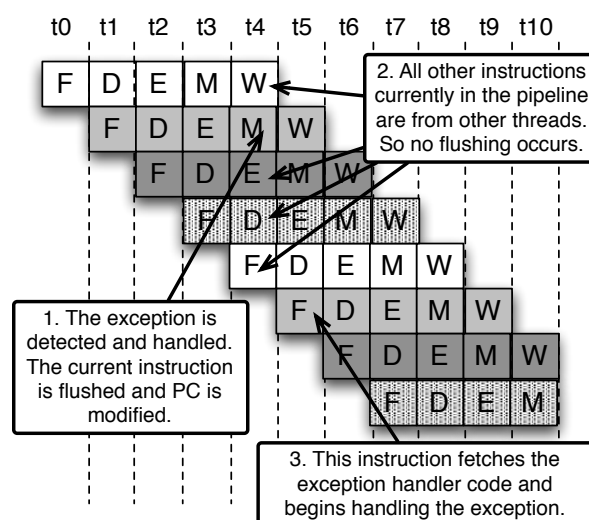 t0 t1 t2 t3 t4 t5 t6 t7 t8 t9 t10
F D E M W
F D E M W
F D E M W
F D E M W
F D E M W
F D E M W
F D E M W
F D E M
2. All other instructions
currently in the pipeline
are from other threads.
So no flushing occurs.
1. The exception is
detected and handled.
The current instruction
is flushed and PC is
modified.
3. This instruction fetches the
exception handler code and
begins handling the exception.